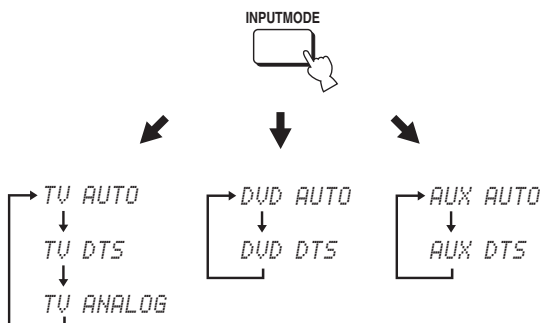 INPUTMODE
TV AUTO
TV DTS
TV ANALOG
DVD AUTO
DVD DTS
AUX AUTO
AUX DTS